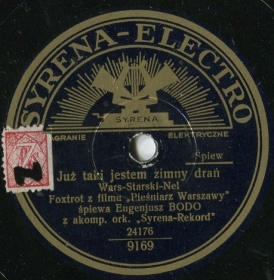 SYRENA-ELECTRO
SYRENA
NAGRANIE ELEKTRYCZNE
Śpiew
Już taki jestem zimny drań
Wars-Starski-Nel
Foxtrot z filmu „Pieśniarz Warszawy"
śpiewa Eugenjusz BODO
z akomp. ork. „Syrena-Rekord"
24176
9169